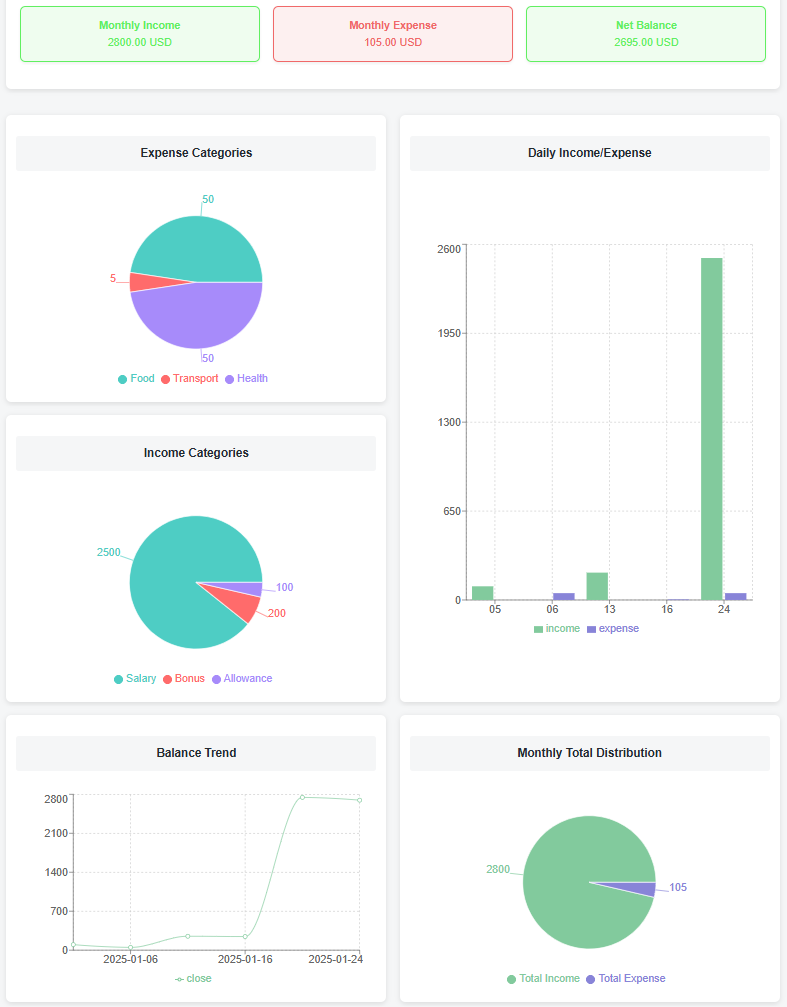 Monthly Income
2800.00 USD
Monthly Expense
105.00 USD
Net Balance
2695.00 USD
Expense Categories
50
5
50
Food Transport Health
Income Categories
2500
100
200
Salary Bonus Allowance
Daily Income/Expense
2600
1950
1300
650
0
05 06 13 16 24
income expense
Balance Trend
2800
2100
1400
700
0
2025-01-06 2025-01-16 2025-01-24
close
Monthly Total Distribution
2800
105
Total Income Total Expense